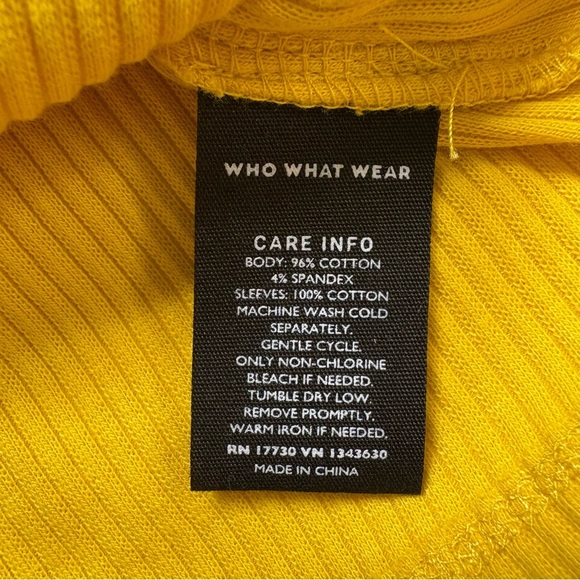 WHO WHAT WEAR
CARE INFO
BODY: 96% COTTON
4% SPANDEX
SLEEVES: 100% COTTON
MACHINE WASH COLD
SEPARATELY.
GENTLE CYCLE.
ONLY NON-CHLORINE
BLEACH IF NEEDED.
TUMBLE DRY LOW.
REMOVE PROMPTLY.
WARM IRON IF NEEDED.
RN 17730 VN 1343630
MADE IN CHINA